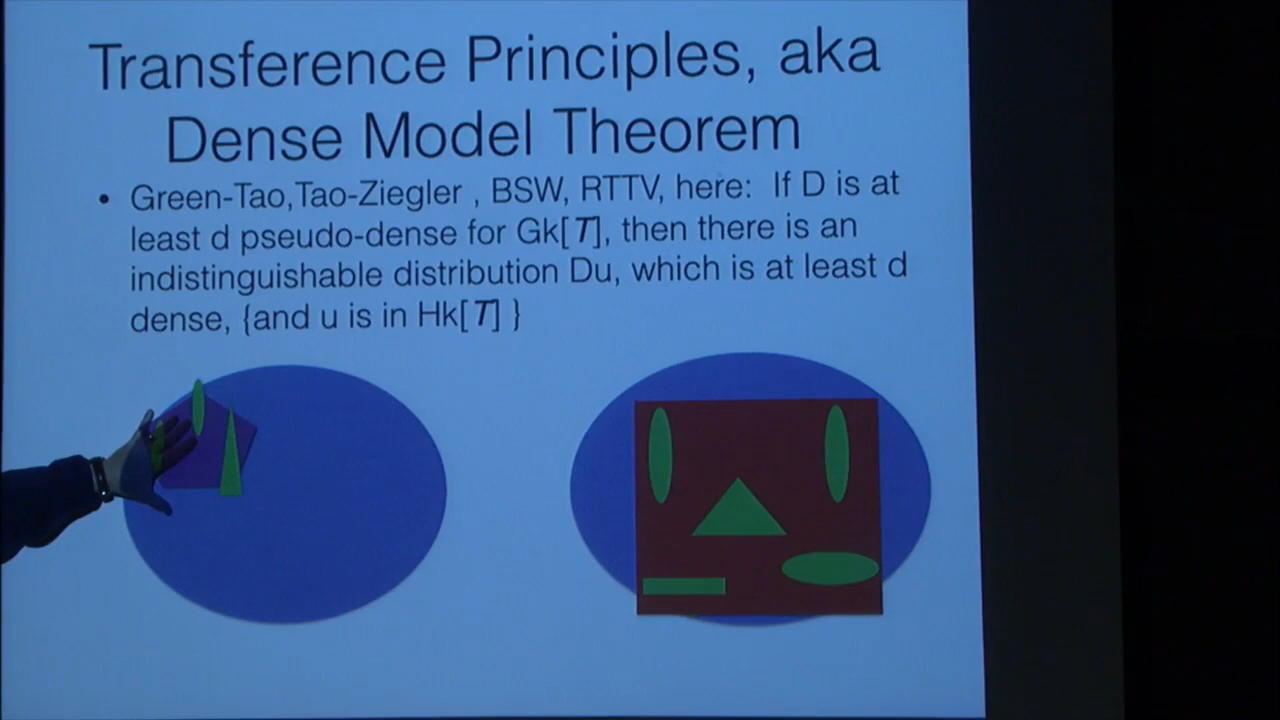 Transference Principles, aka
Dense Model Theorem
• Green-Tao,Tao-Ziegler , BSW, RTTV, here: If D is at
least d pseudo-dense for Gk[T], then there is an
indistinguishable distribution Du, which is at least d
dense, {and u is in Hk[T] }